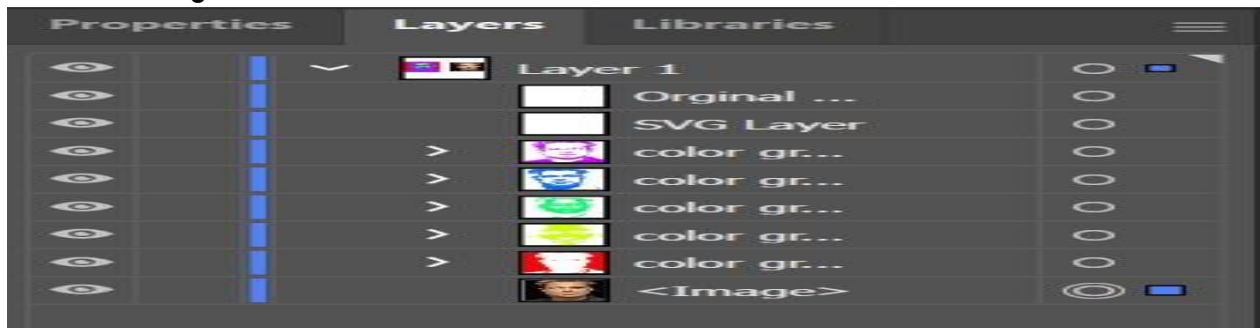 Properties Layers Libraries
Layer 1
Orginal ...
SVG Layer
color gr...
color gr...
color gr...
color gr...
color gr...
<Image>